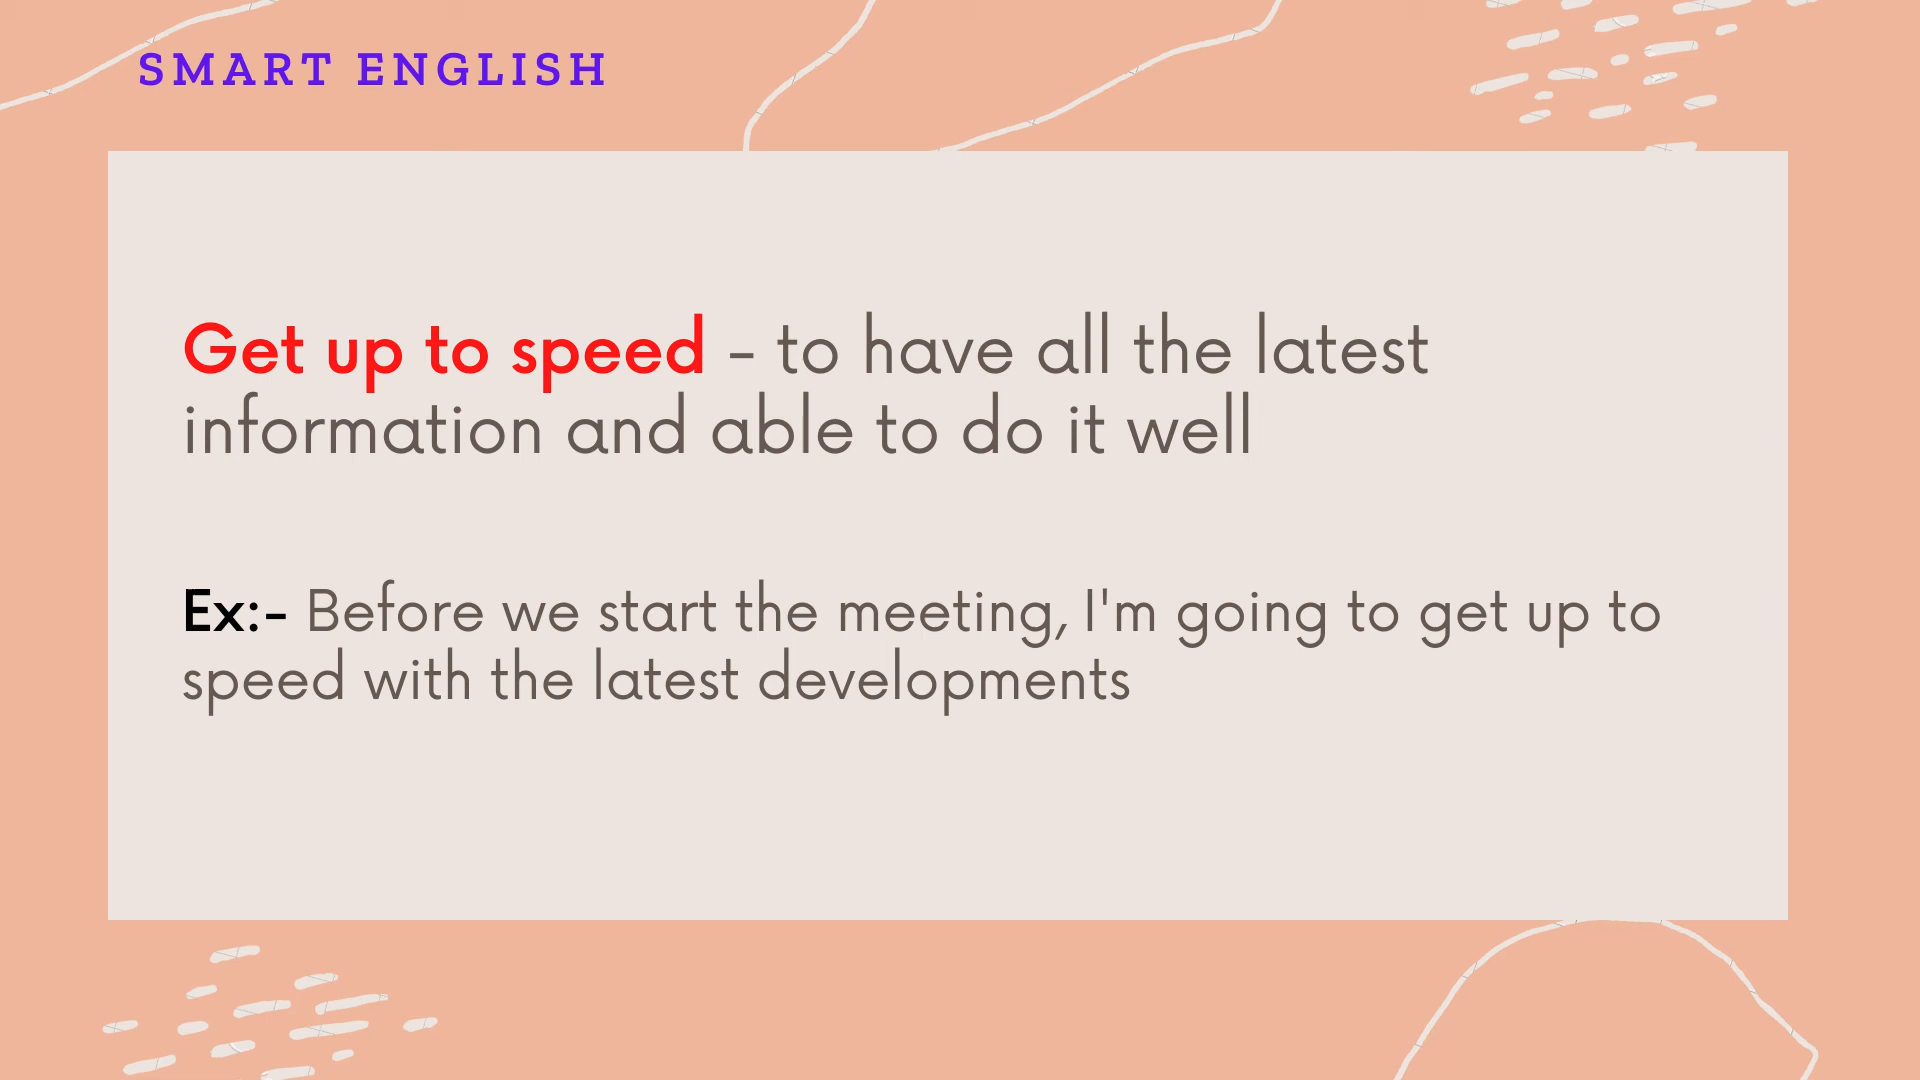 SMART ENGLISH
Get up to speed - to have all the latest
information and able to do it well
Ex:- Before we start the meeting, I'm going to get up to
speed with the latest developments